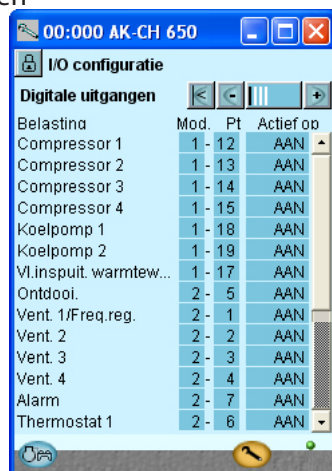 en
00:000 AK-CH 650
I/O configuratie
Digitale uitgangen
Belasting Mod. Pt Actief op
Compressor 1 1 - 12 AAN
Compressor 2 1 - 13 AAN
Compressor 3 1 - 14 AAN
Compressor 4 1 - 15 AAN
Koelpomp 1 1 - 18 AAN
Koelpomp 2 1 - 19 AAN
Vl.inspuit. warmtew... 1 - 17 AAN
Ontdooi. 2 - 5 AAN
Vent. 1/Freq.reg. 2 - 1 AAN
Vent. 2 2 - 2 AAN
Vent. 3 2 - 3 AAN
Vent. 4 2 - 4 AAN
Alarm 2 - 7 AAN
Thermostat 1 2 - 6 AAN